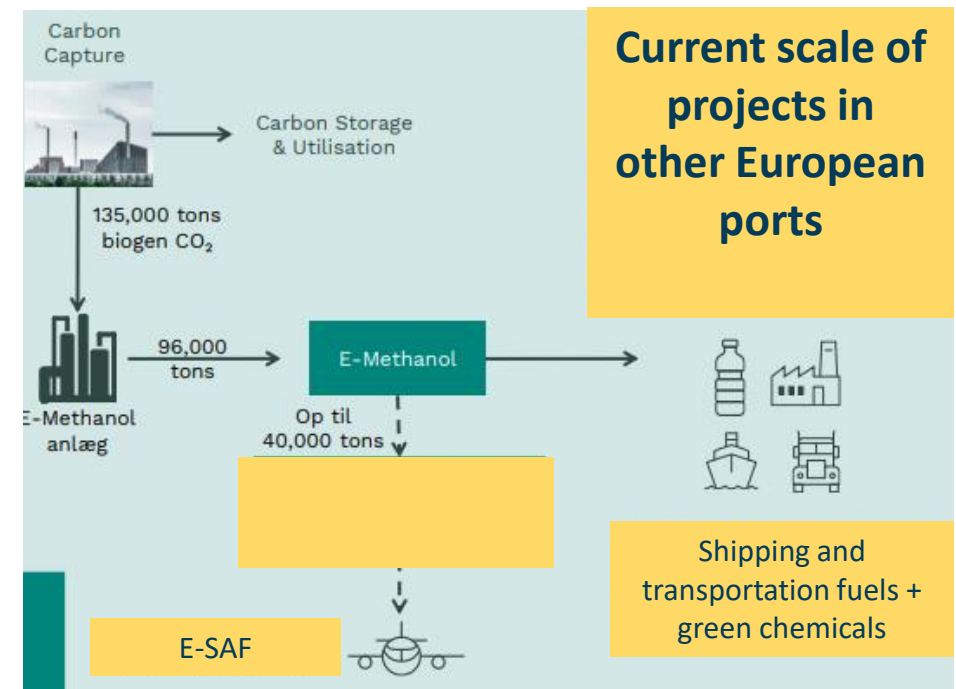 Carbon
Capture
Current scale of
projects in
other European
ports
Carbon Storage
& Utilisation
135,000 tons
biogen CO₂
96,000
tons
E-Methanol
E-Methanol
anlæg
Op til
40,000 tons
Shipping and
transportation fuels +
green chemicals
E-SAF